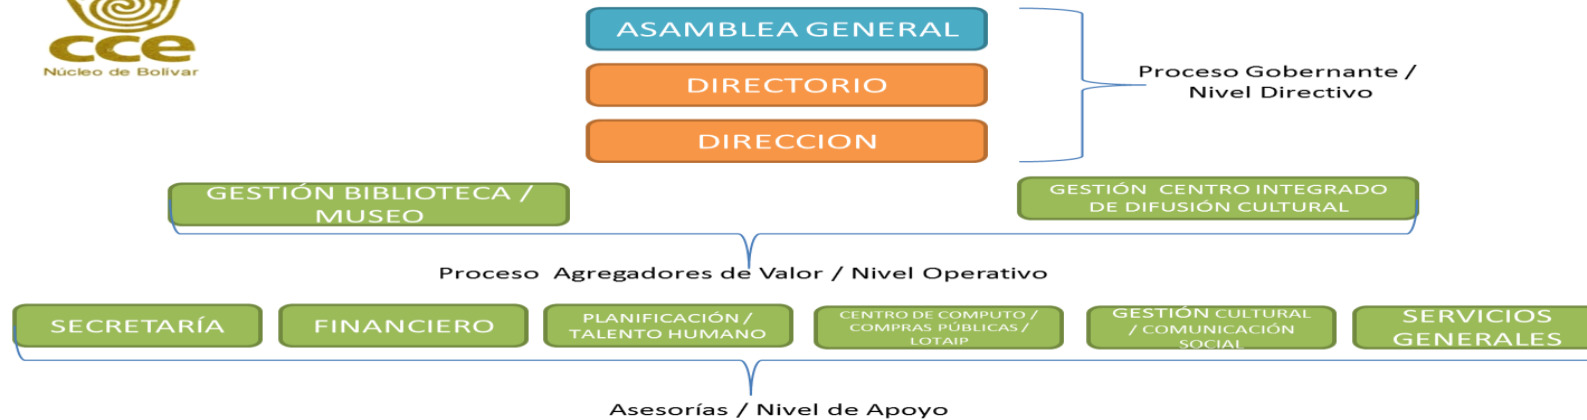 cce
Núcleo de Bolívar
ASAMBLEA GENERAL
DIRECTORIO
DIRECCION
Proceso Gobernante /
Nivel Directivo
GESTIÓN BIBLIOTECA /
MUSEO
GESTIÓN CENTRO INTEGRADO
DE DIFUSIÓN CULTURAL
Proceso Agregadores de Valor / Nivel Operativo
SECRETARÍA
FINANCIERO
PLANIFICACIÓN /
TALENTO HUMANO
CENTRO DE COMPUTO /
COMPRAS PÚBLICAS /
LOTAIP
GESTIÓN CULTURAL
/ COMUNICACIÓN
SOCIAL
SERVICIOS
GENERALES
Asesorías / Nivel de Apoyo